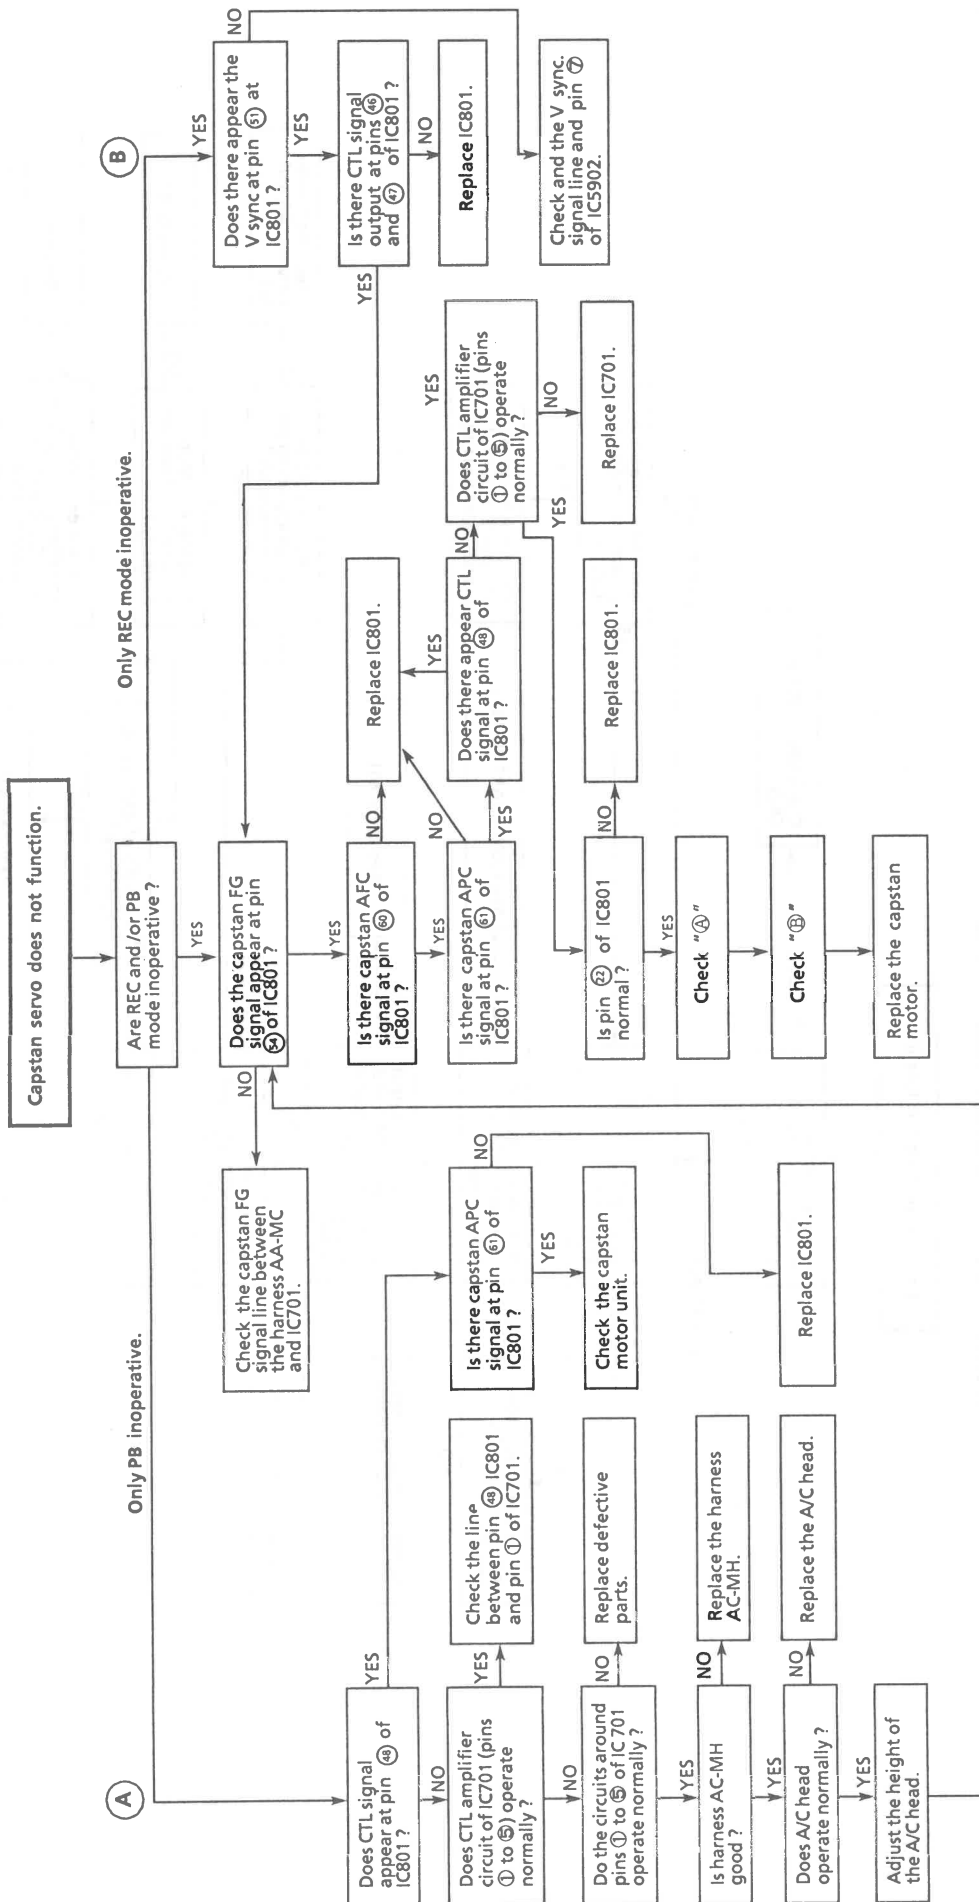 Capstan servo does not function.
Are REC and /or PB
mode inoperative ?
Only PB inoperative.
Only REC mode inoperative.
YES
A
B
YES
Does the capstan FG
signal appear at pin
54 of IC801 ?
NO
Check the capstan FG
signal line between
the harness AA-MC
and IC701.
YES
Is there capstan AFC
signal at pin 60 of
IC801 ?
NO
Replace IC801.
YES
Is there capstan APC
signal at pin 61 of
IC801 ?
NO
YES
Does there appear CTL
signal at pin 48 of
IC801 ?
YES
NO
Does CTL amplifier
circuit of IC701 (pins
① to ⑤) operate
normally ?
YES
YES
NO
Replace IC701.
Is pin 22 of IC801
normal ?
NO
Replace IC801.
YES
Check "Ⓐ"
Check "Ⓑ"
Replace the capstan
motor.
Does there appear the
V sync at pin 51 at
IC801 ?
NO
YES
Is there CTL signal
output at pins 46
and 47 of IC801 ?
YES
NO
Replace IC801.
Check and the V sync.
signal line and pin ⑦
of IC5902.
Does CTL signal
appear at pin 48 of
IC801 ?
YES
NO
Is there capstan APC
signal at pin 61 of
IC801 ?
NO
YES
Check the capstan
motor unit.
Replace IC801.
Does CTL amplifier
circuit of IC701 (pins
① to ⑤) operate
normally ?
YES
Check the line
between pin 48 IC801
and pin ① of IC701.
NO
Do the circuits around
pins ① to ⑤ of IC701
operate normally ?
NO
Replace defective
parts.
YES
Is harness AC-MH
good ?
NO
Replace the harness
AC-MH.
YES
Does A/C head
operate normally ?
NO
Replace the A/C head.
YES
Adjust the height of
the A/C head.